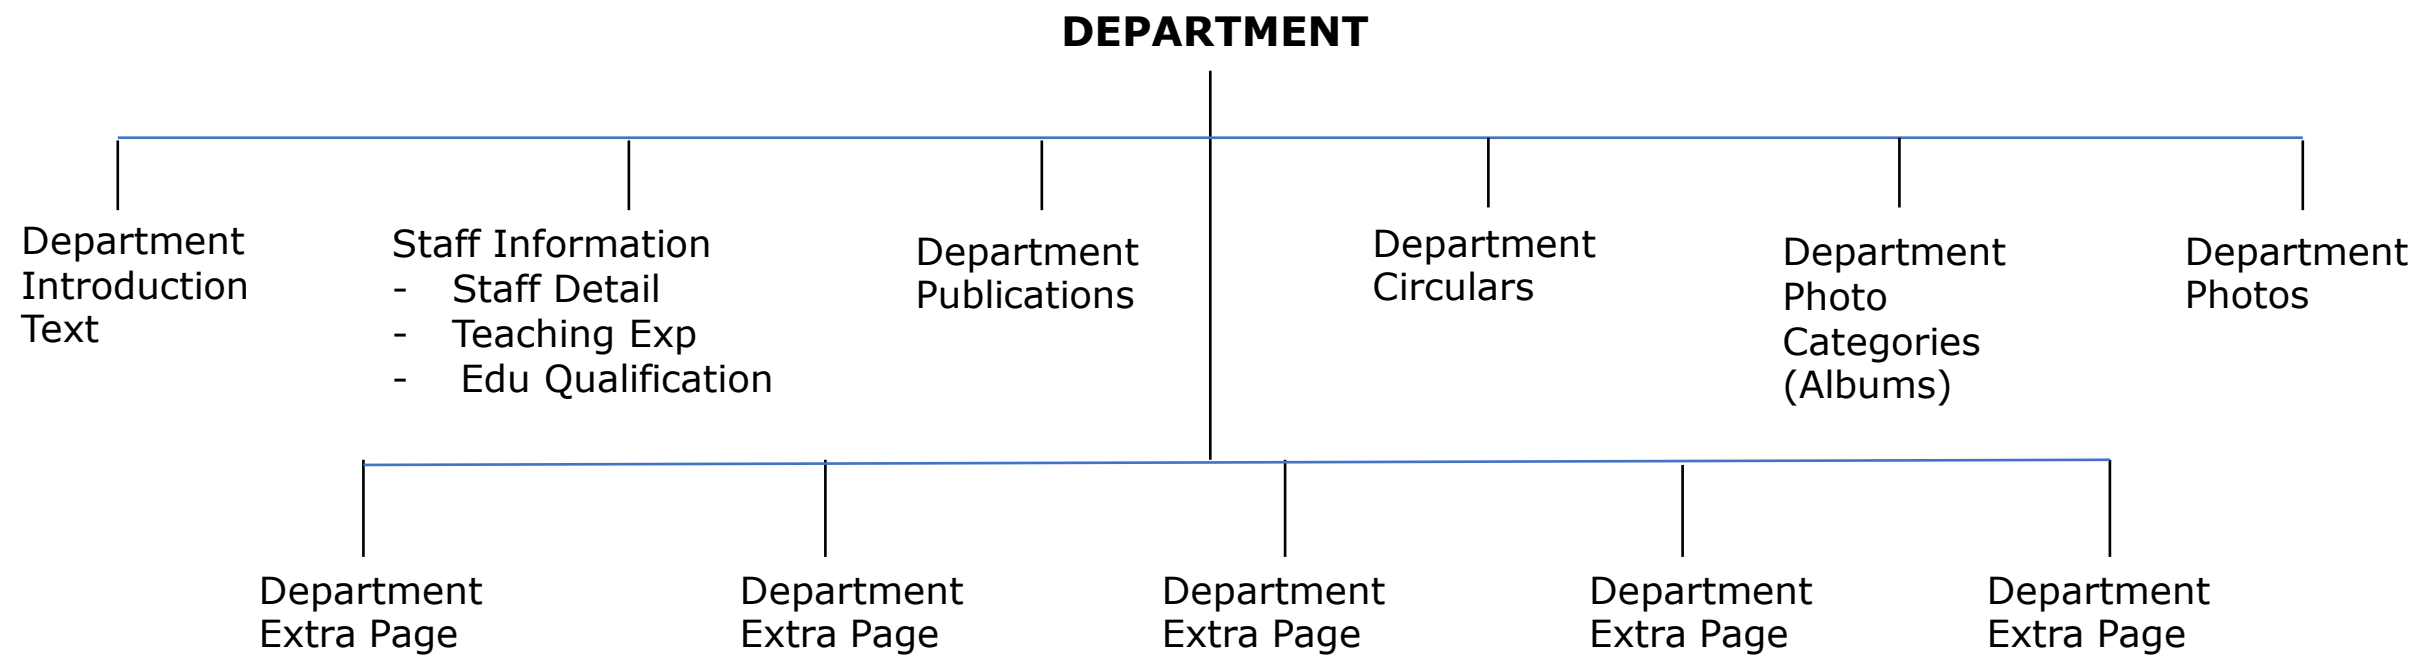 DEPARTMENT
Department
Introduction
Text
Staff Information
- Staff Detail
- Teaching Exp
- Edu Qualification
Department
Publications
Department
Circulars
Department
Photo
Categories
(Albums)
Department
Photos
Department
Extra Page
Department
Extra Page
Department
Extra Page
Department
Extra Page
Department
Extra Page